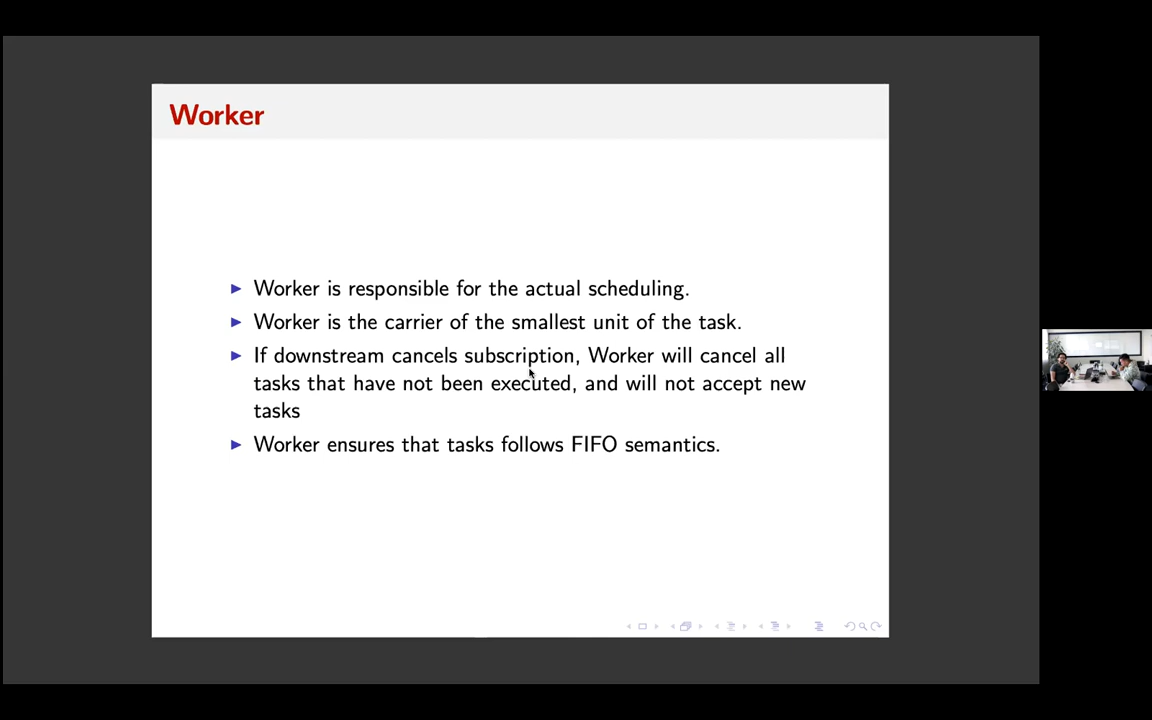 Worker
Worker is responsible for the actual scheduling.
Worker is the carrier of the smallest unit of the task.
If downstream cancels subscription, Worker will cancel all
tasks that have not been executed, and will not accept new
tasks
Worker ensures that tasks follows FIFO semantics.